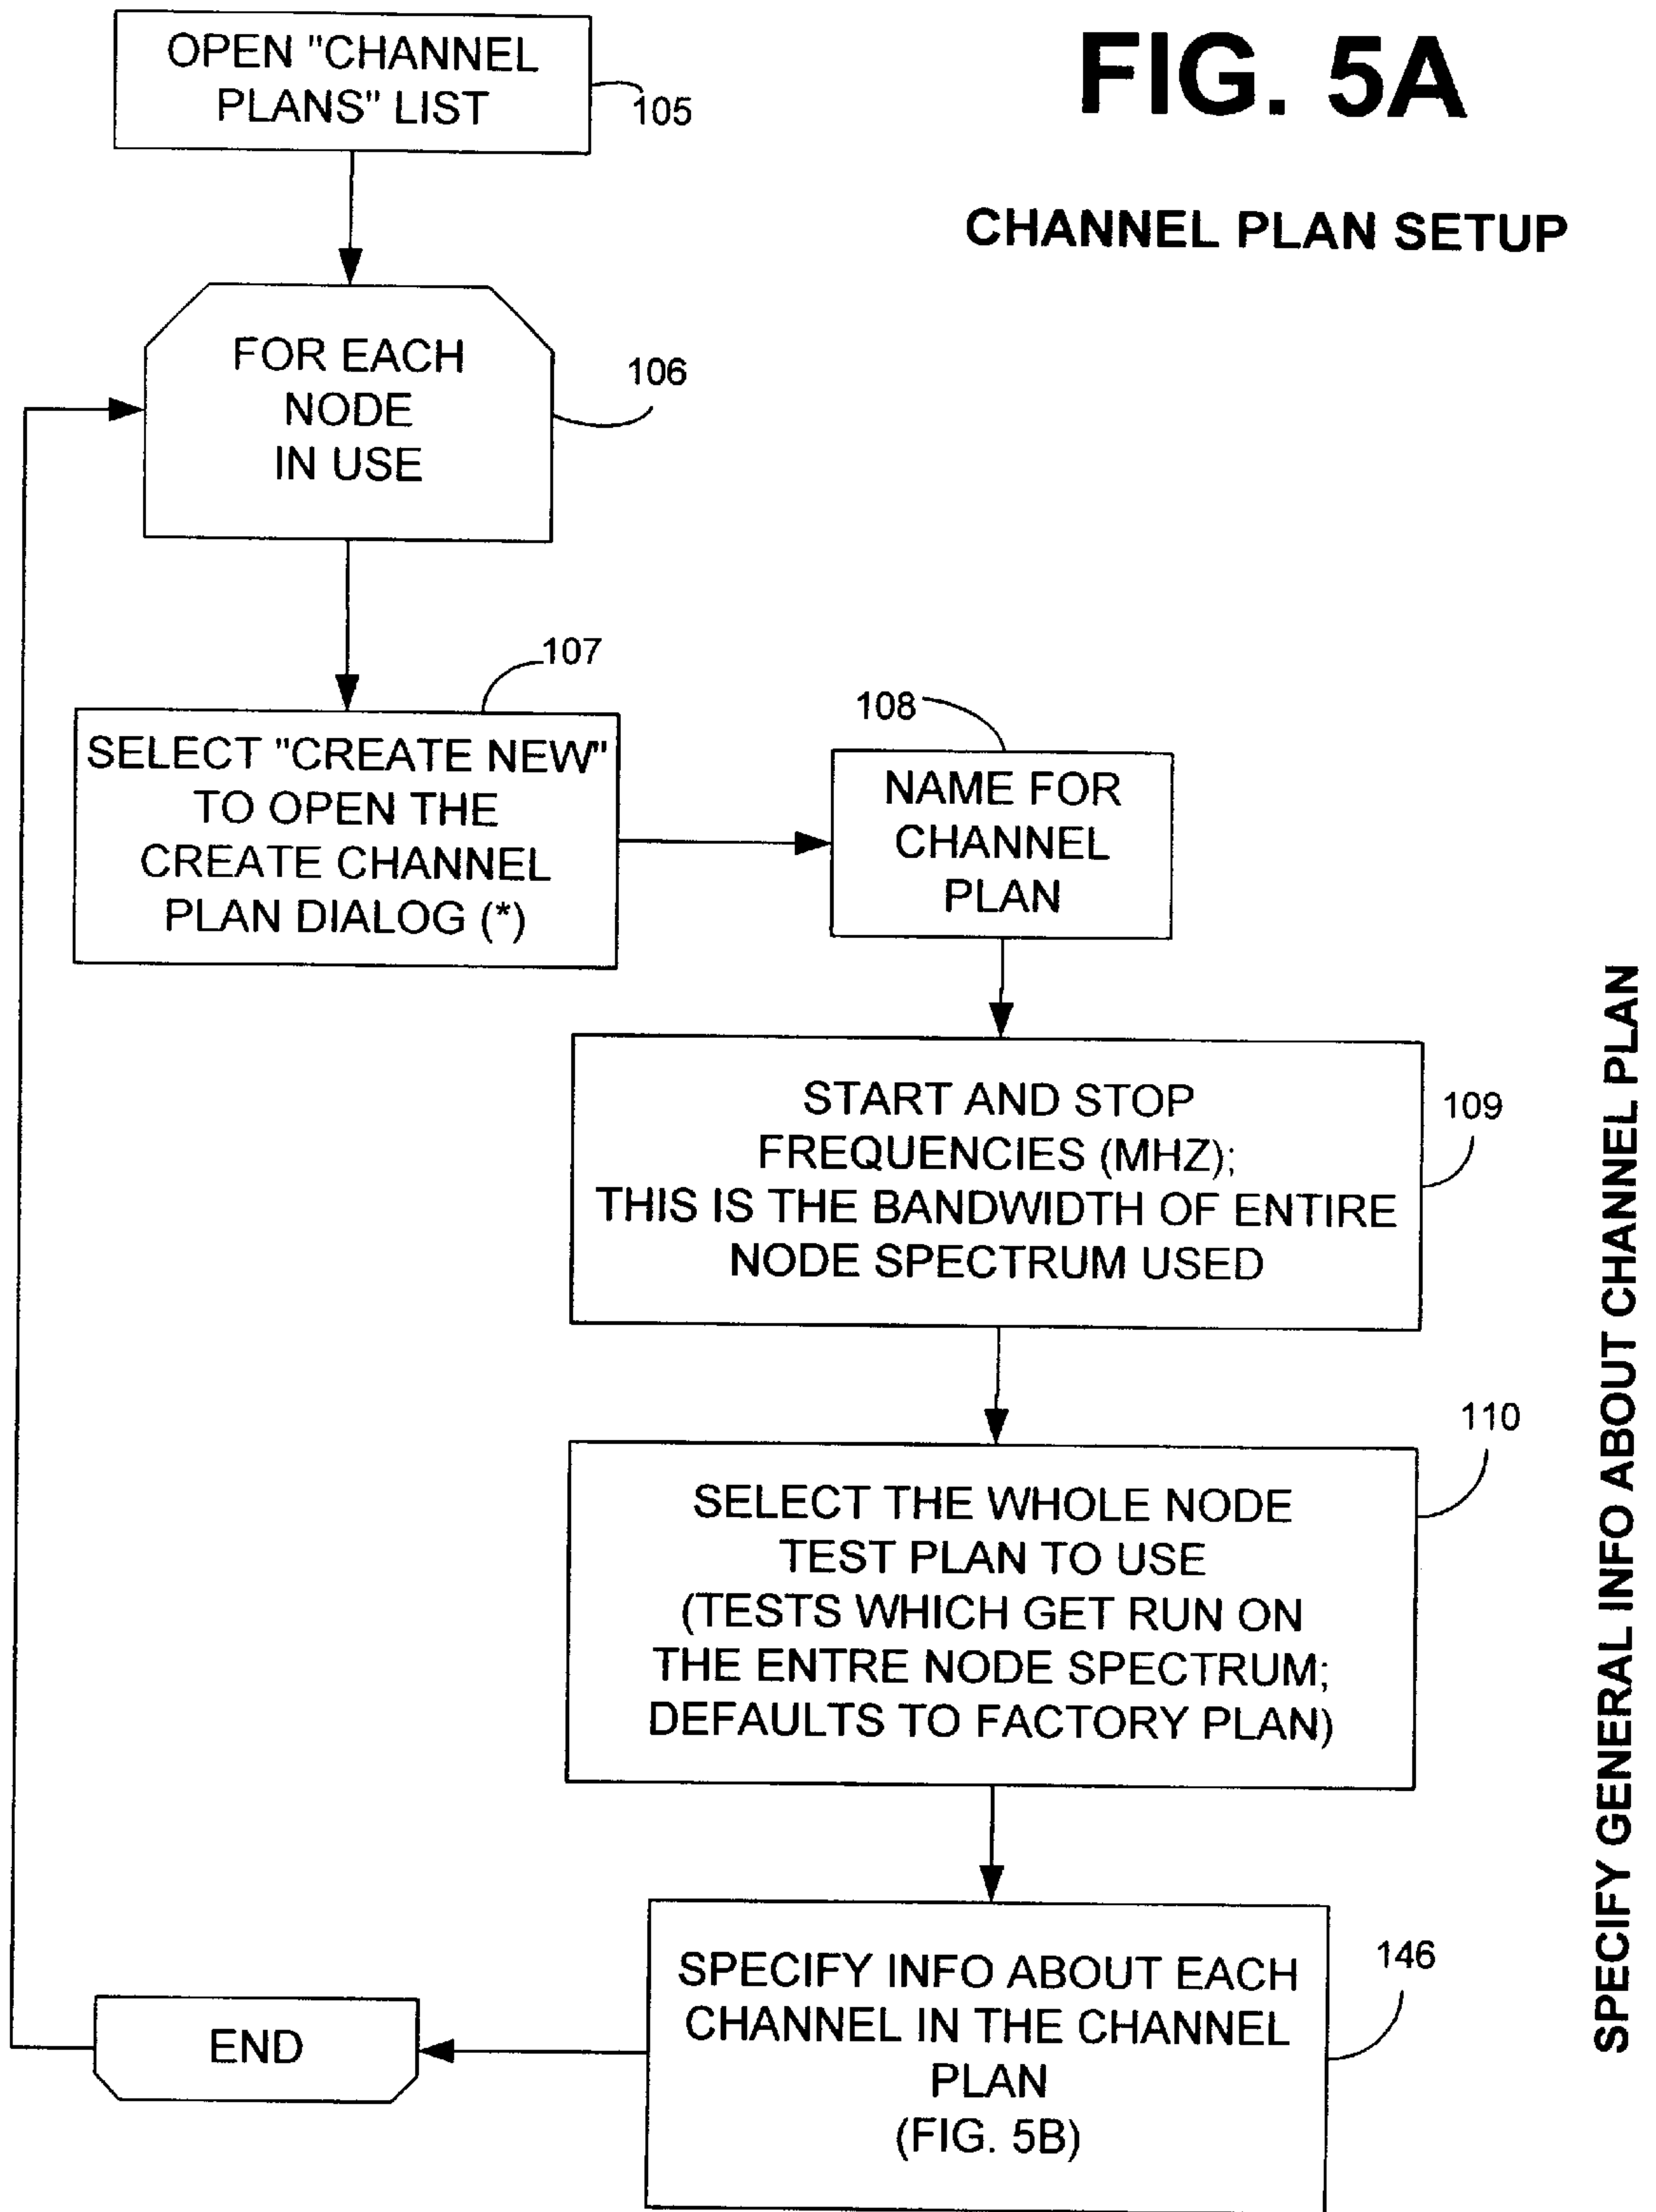 FIG. 5A
CHANNEL PLAN SETUP
OPEN "CHANNEL
PLANS" LIST
105
FOR EACH
NODE
IN USE
106
107
SELECT "CREATE NEW"
TO OPEN THE
CREATE CHANNEL
PLAN DIALOG (*)
108
NAME FOR
CHANNEL
PLAN
START AND STOP
FREQUENCIES (MHZ);
THIS IS THE BANDWIDTH OF ENTIRE
NODE SPECTRUM USED
109
110
SELECT THE WHOLE NODE
TEST PLAN TO USE
(TESTS WHICH GET RUN ON
THE ENTRE NODE SPECTRUM;
DEFAULTS TO FACTORY PLAN)
SPECIFY INFO ABOUT EACH
CHANNEL IN THE CHANNEL
PLAN
(FIG. 5B)
146
END
SPECIFY GENERAL INFO ABOUT CHANNEL PLAN